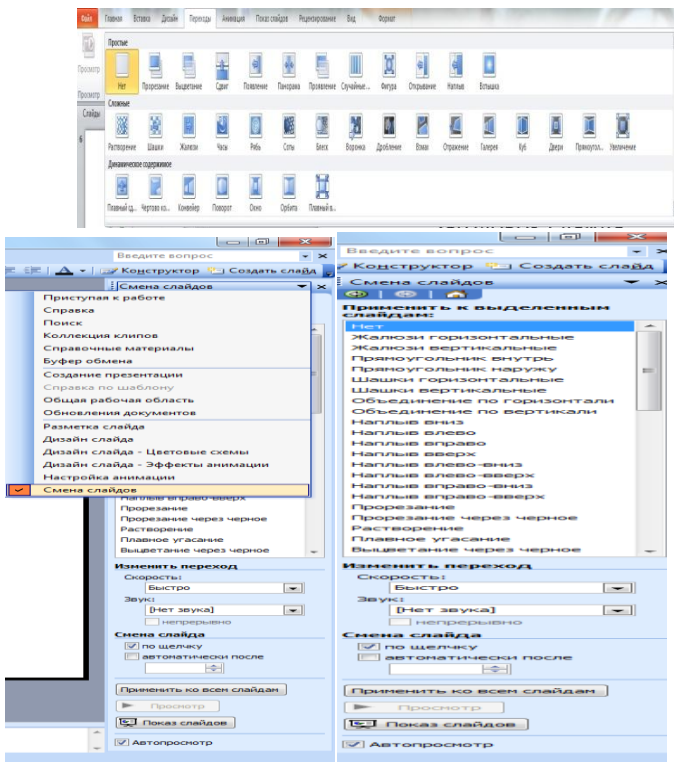 Файл Главная Вставка Дизайн Переходы Анимация Показ слайдов Рецензирование Вид Формат
Просмотр
Просмотр
Слайды
6
Простые
Нет Прорезание Выцветание Сдвиг Появление Панорама Проявление Случайные... Фигура Открывание Наплыв Вспышка
Сложные
Растворение Шашки Жалюзи Часы Рябь Соты Блеск Воронка Дробление Взмах Отражение Галерея Куб Двери Прямоугол... Увеличение
Динамическое содержимое
Плавный сд... Чертово ко... Конвейер Поворот Окно Орбита Плавный в...
Введите вопрос
Конструктор Создать слайд
Смена слайдов
Приступая к работе
Справка
Поиск
Коллекция клипов
Справочные материалы
Буфер обмена
Создание презентации
Справка по шаблону
Общая рабочая область
Обновления документов
Разметка слайда
Дизайн слайда
Дизайн слайда - Цветовые схемы
Дизайн слайда - Эффекты анимации
Настройка анимации
Смена слайдов
Наплыв вправо-вверх
Прорезание
Прорезание через черное
Растворение
Плавное угасание
Выцветание через черное
Изменить переход
Скорость:
Быстро
Звук:
[Нет звука]
непрерывно
Смена слайда
по щелчку
автоматически после
Применить ко всем слайдам
Просмотр
Показ слайдов
Автопросмотр
Введите вопрос
Конструктор Создать слайд
Смена слайдов
Применить к выделенным
слайдам:
Нет
Жалюзи горизонтальные
Жалюзи вертикальные
Прямоугольник внутрь
Прямоугольник наружу
Шашки горизонтальные
Шашки вертикальные
Объединение по горизонтали
Объединение по вертикали
Наплыв вниз
Наплыв влево
Наплыв вправо
Наплыв вверх
Наплыв влево-вниз
Наплыв влево-вверх
Наплыв вправо-вниз
Наплыв вправо-вверх
Прорезание
Прорезание через черное
Растворение
Плавное угасание
Выцветание через черное
Изменить переход
Скорость:
Быстро
Звук:
[Нет звука]
непрерывно
Смена слайда
по щелчку
автоматически после
Применить ко всем слайдам
Просмотр
Показ слайдов
Автопросмотр